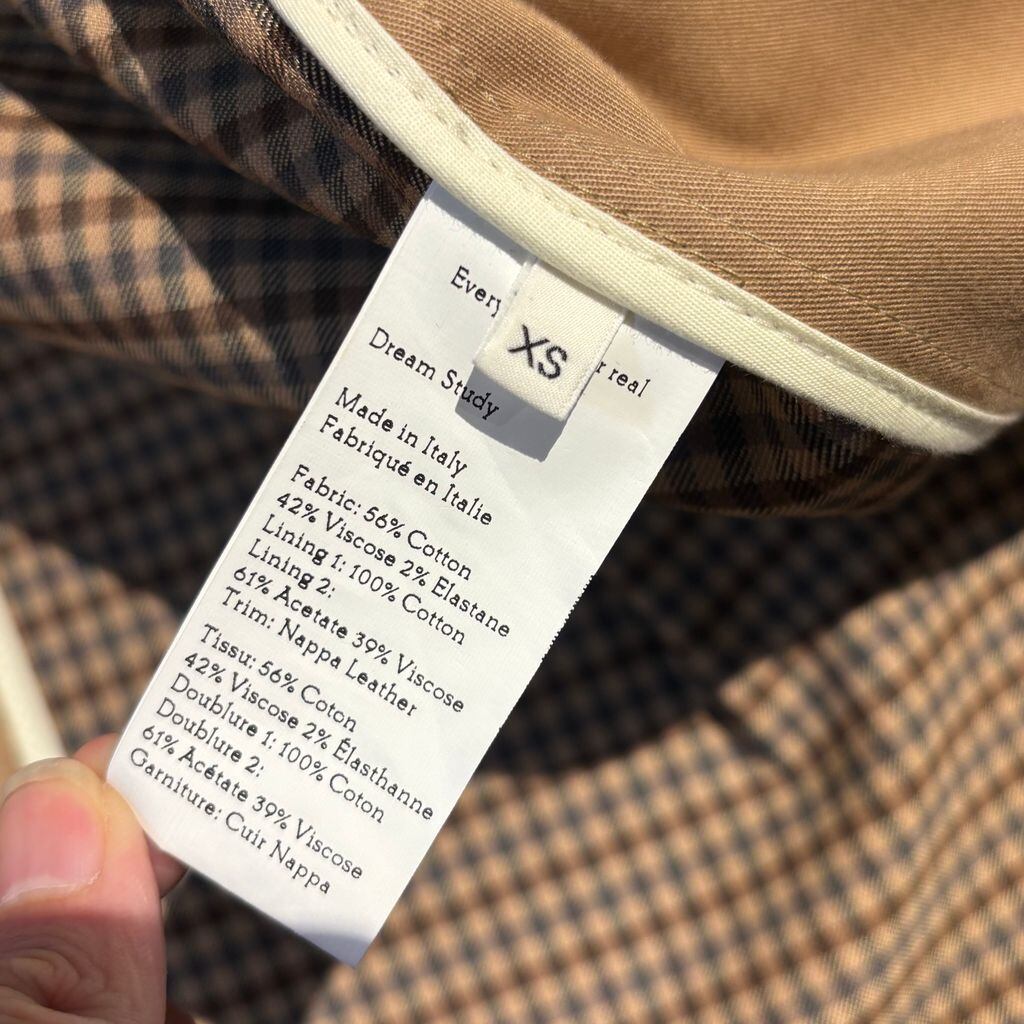 XS
r real
Dream Study
Made in Italy
Fabriqué en Italie
Fabric: 56% Cotton
42% Viscose 2% Elastane
Lining 1: 100% Cotton
Lining 2:
61% Acetate 39% Viscose
Trim: Nappa Leather
Tissu: 56% Coton
42% Viscose 2% Élasthanne
Doublure 1: 100% Coton
Doublure 2:
61% Acétate 39% Viscose
Garniture: Cuir Nappa